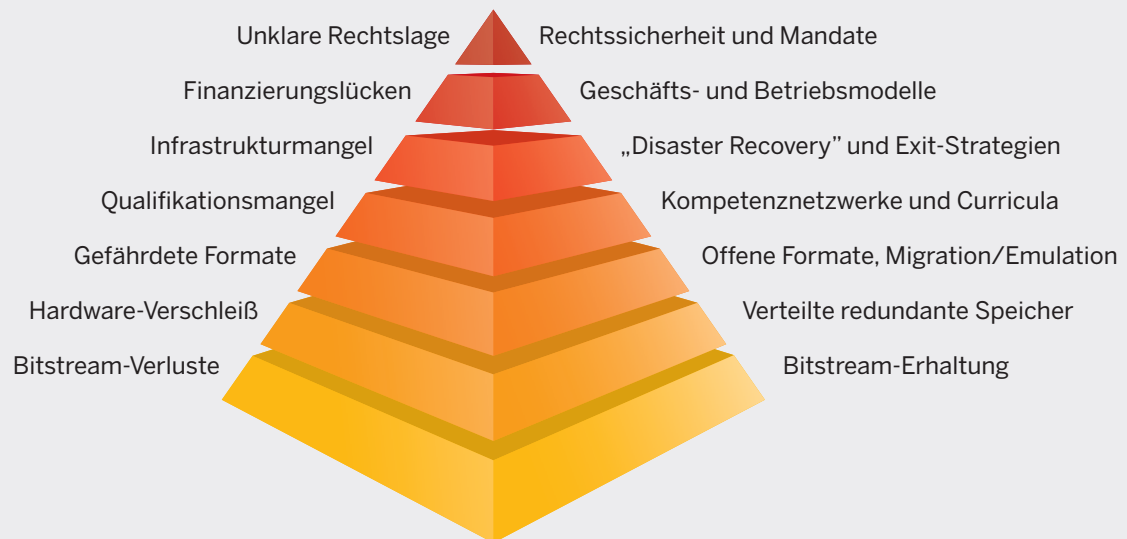 Unklare Rechtslage
Rechtssicherheit und Mandate
Finanzierungslücken
Geschäfts- und Betriebsmodelle
Infrastrukturmangel
„Disaster Recovery” und Exit-Strategien
Qualifikationsmangel
Kompetenznetzwerke und Curricula
Gefährdete Formate
Offene Formate, Migration/Emulation
Hardware-Verschleiß
Verteilte redundante Speicher
Bitstream-Verluste
Bitstream-Erhaltung